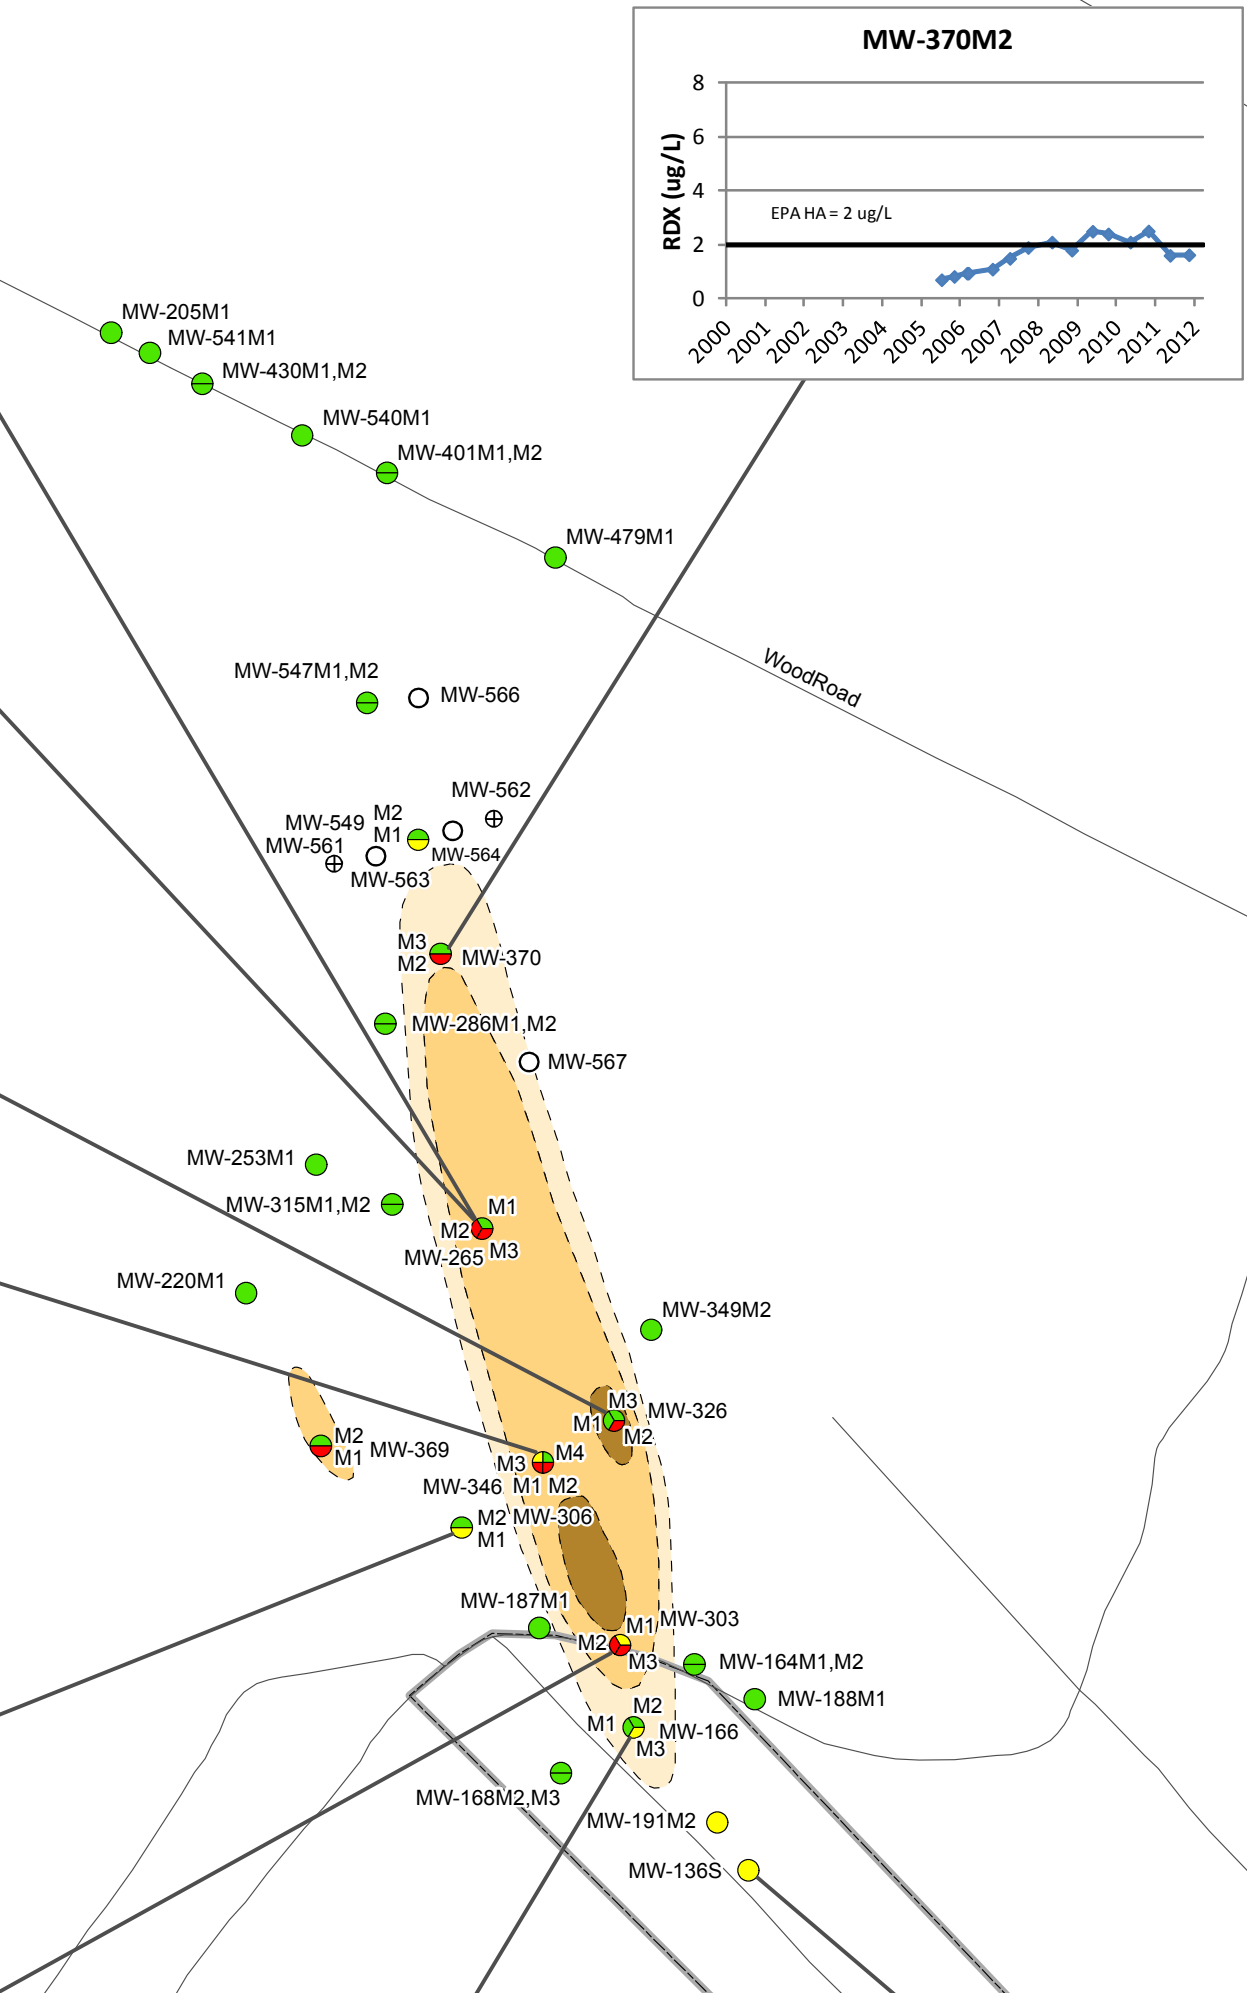 MW-370M2
8
6
4
2
0
RDX (ug/L)
EPA HA = 2 ug/L
2000
2001
2002
2003
2004
2005
2006
2007
2008
2009
2010
2011
2012
MW-205M1
MW-541M1
MW-430M1,M2
MW-540M1
MW-401M1,M2
MW-479M1
WoodRoad
MW-547M1,M2
MW-566
MW-562
M2
MW-549
M1
MW-561
MW-564
MW-563
M3
MW-370
M2
MW-286M1,M2
MW-567
MW-253M1
MW-315M1,M2
M1
M2
M3
MW-265
MW-220M1
MW-349M2
M3
MW-326
M1
M2
M2
MW-369
M1
M4
M3
MW-346
M1 M2
M2
MW-306
M1
MW-187M1
M1
MW-303
M2
M3
MW-164M1,M2
MW-188M1
M2
M1
MW-166
M3
MW-168M2,M3
MW-191M2
MW-136S